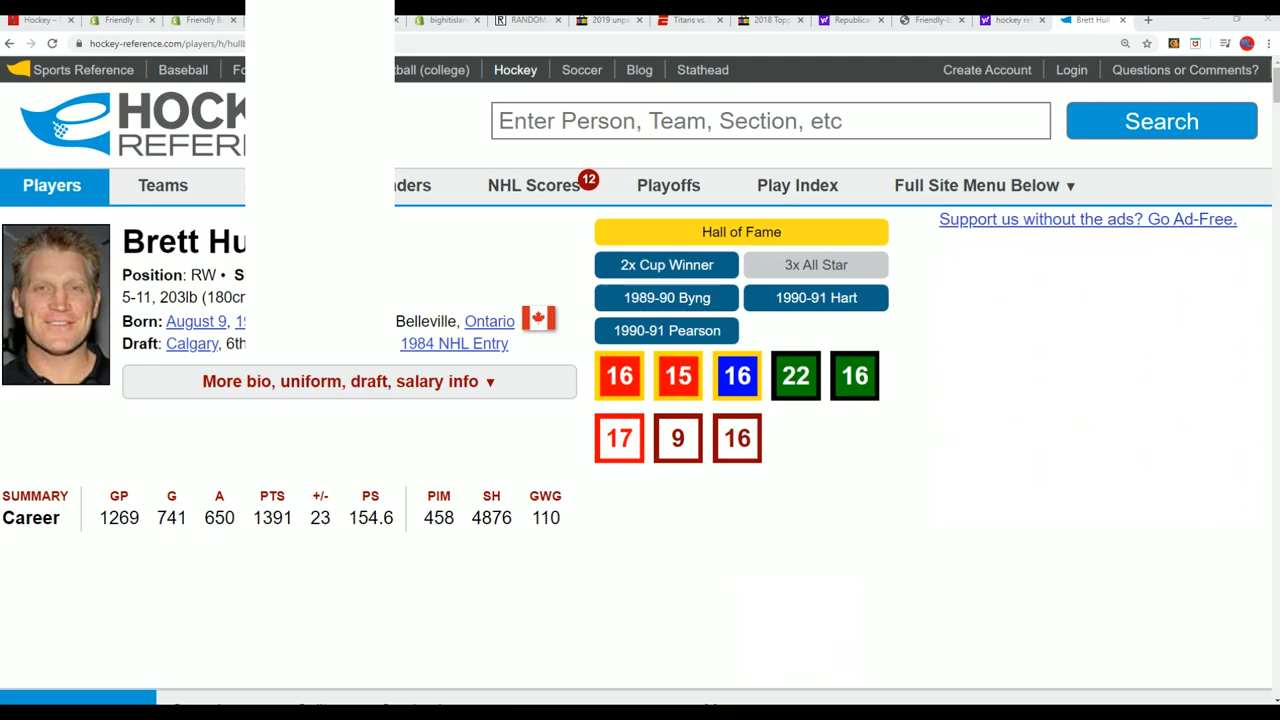 Hockey –
Friendly B
Friendly B
bighitislan
RANDOM
2019 unp
Titans vs.
2018 Topp
Republica
Friendly-b
hockey re
Brett Hull
hockey-reference.com/players/h/hullb
Sports Reference Baseball Fo tball (college) Hockey Soccer Blog Stathead Create Account Login Questions or Comments?
HOCK
REFER
Enter Person, Team, Section, etc
Search
Players Teams ders NHL Scores 12 Playoffs Play Index Full Site Menu Below ▼
Support us without the ads? Go Ad-Free.
Brett Hu
Position: RW • S
5-11, 203lb (180cr
Born: August 9, 19 Belleville, Ontario
Draft: Calgary, 6th 1984 NHL Entry
More bio, uniform, draft, salary info ▼
Hall of Fame
2x Cup Winner 3x All Star
1989-90 Byng 1990-91 Hart
1990-91 Pearson
16 15 16 22 16
17 9 16
SUMMARY GP G A PTS +/- PS PIM SH GWG
Career 1269 741 650 1391 23 154.6 458 4876 110